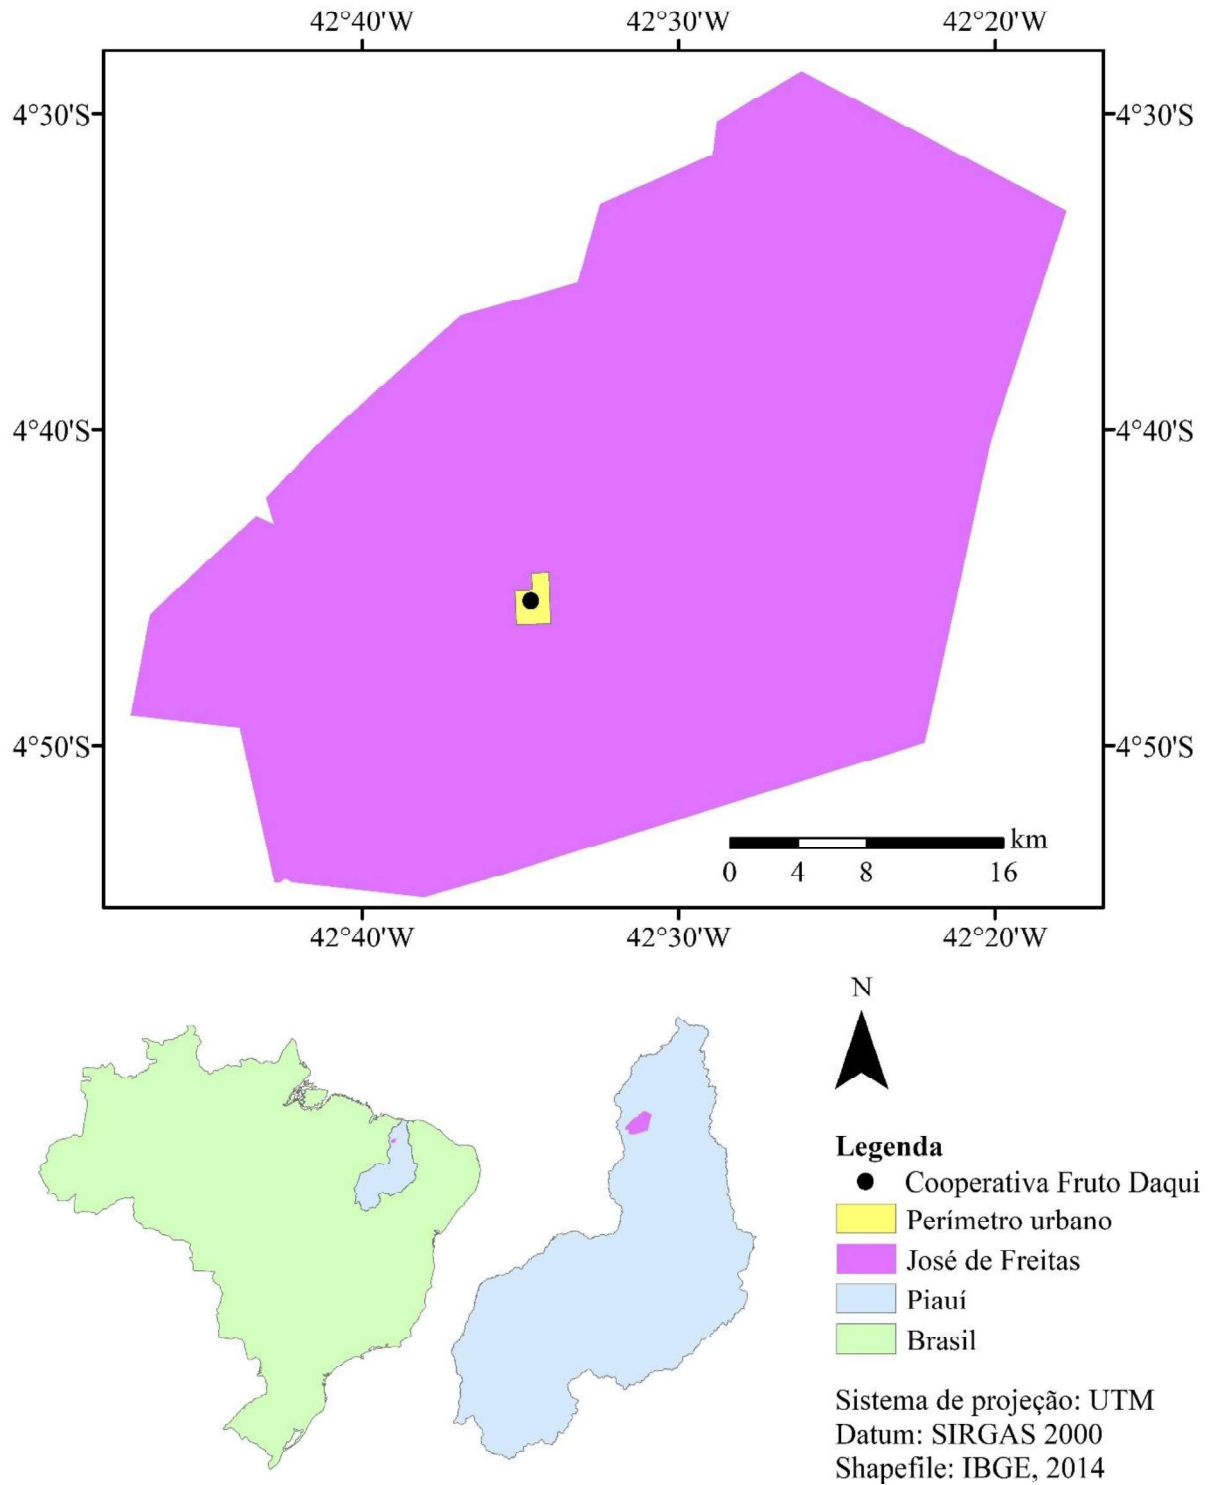 42°40'W 42°30'W 42°20'W
4°30'S 4°30'S
4°40'S 4°40'S
4°50'S 4°50'S
km
0 4 8 16
42°40'W 42°30'W 42°20'W
N
Legenda
Cooperativa Fruto Daqui
Perímetro urbano
José de Freitas
Piauí
Brasil
Sistema de projeção: UTM
Datum: SIRGAS 2000
Shapefile: IBGE, 2014